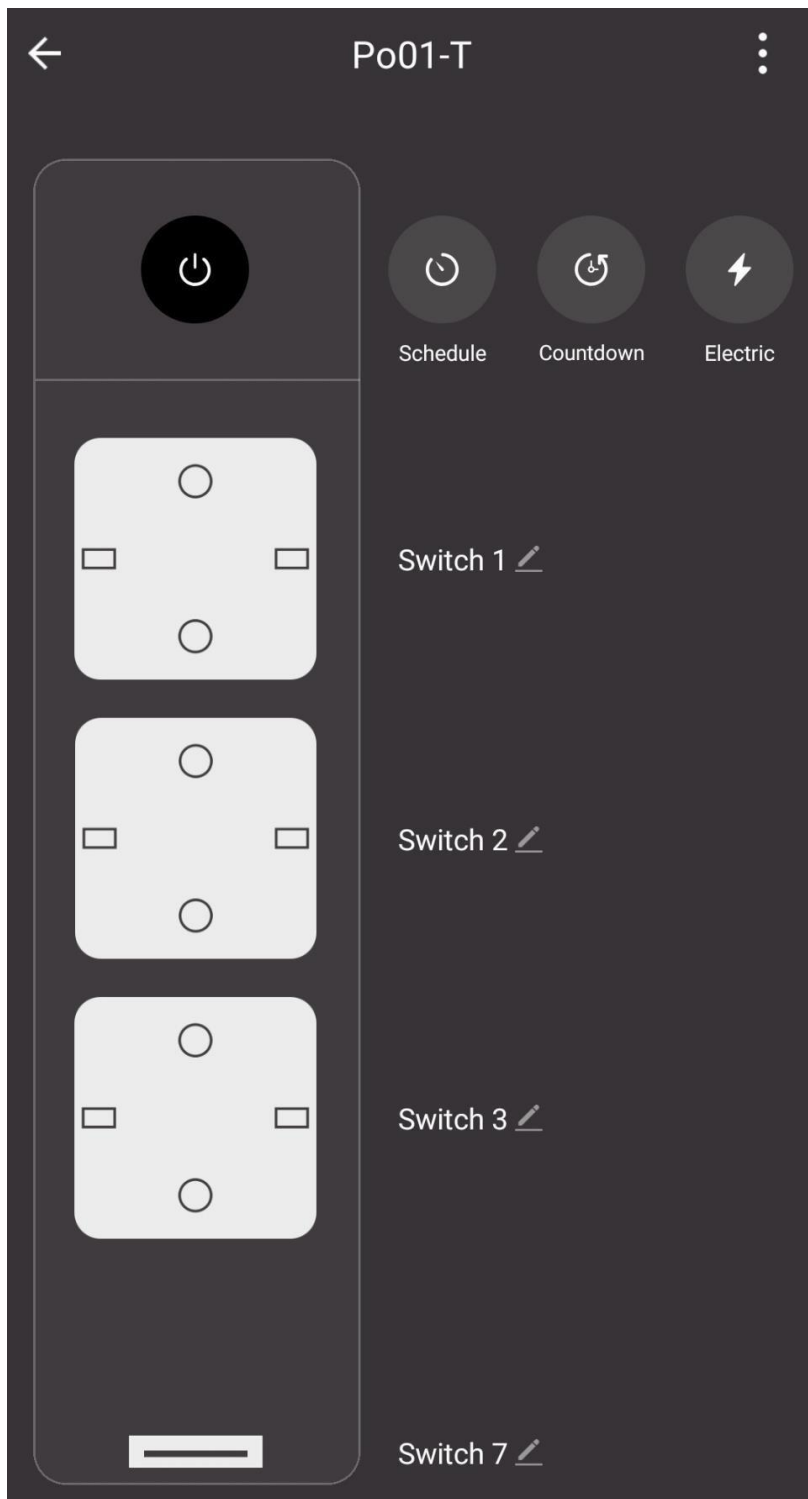 Po01-T
Schedule
Countdown
Electric
Switch 1
Switch 2
Switch 3
Switch 7